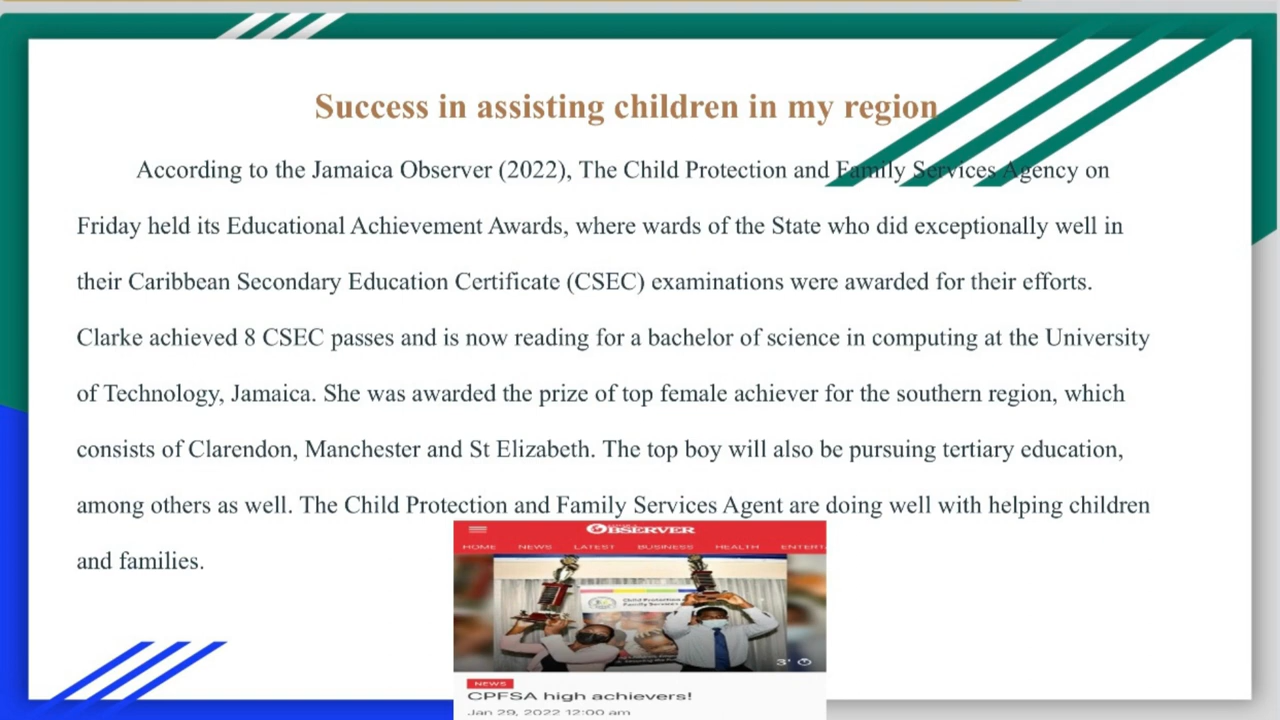 Success in assisting children in my region
According to the Jamaica Observer (2022), The Child Protection and Family Services Agency on
Friday held its Educational Achievement Awards, where wards of the State who did exceptionally well in
their Caribbean Secondary Education Certificate (CSEC) examinations were awarded for their efforts.
Clarke achieved 8 CSEC passes and is now reading for a bachelor of science in computing at the University
of Technology, Jamaica. She was awarded the prize of top female achiever for the southern region, which
consists of Clarendon, Manchester and St Elizabeth. The top boy will also be pursuing tertiary education,
among others as well. The Child Protection and Family Services Agent are doing well with helping children
and families.
OBSERVER
HOME NEWS LATEST BUSINESS HEALTH ENTERT
Child Protection
Family Services
3'
NEWS
CPFSA high achievers!
Jan 29, 2022 12:00 am